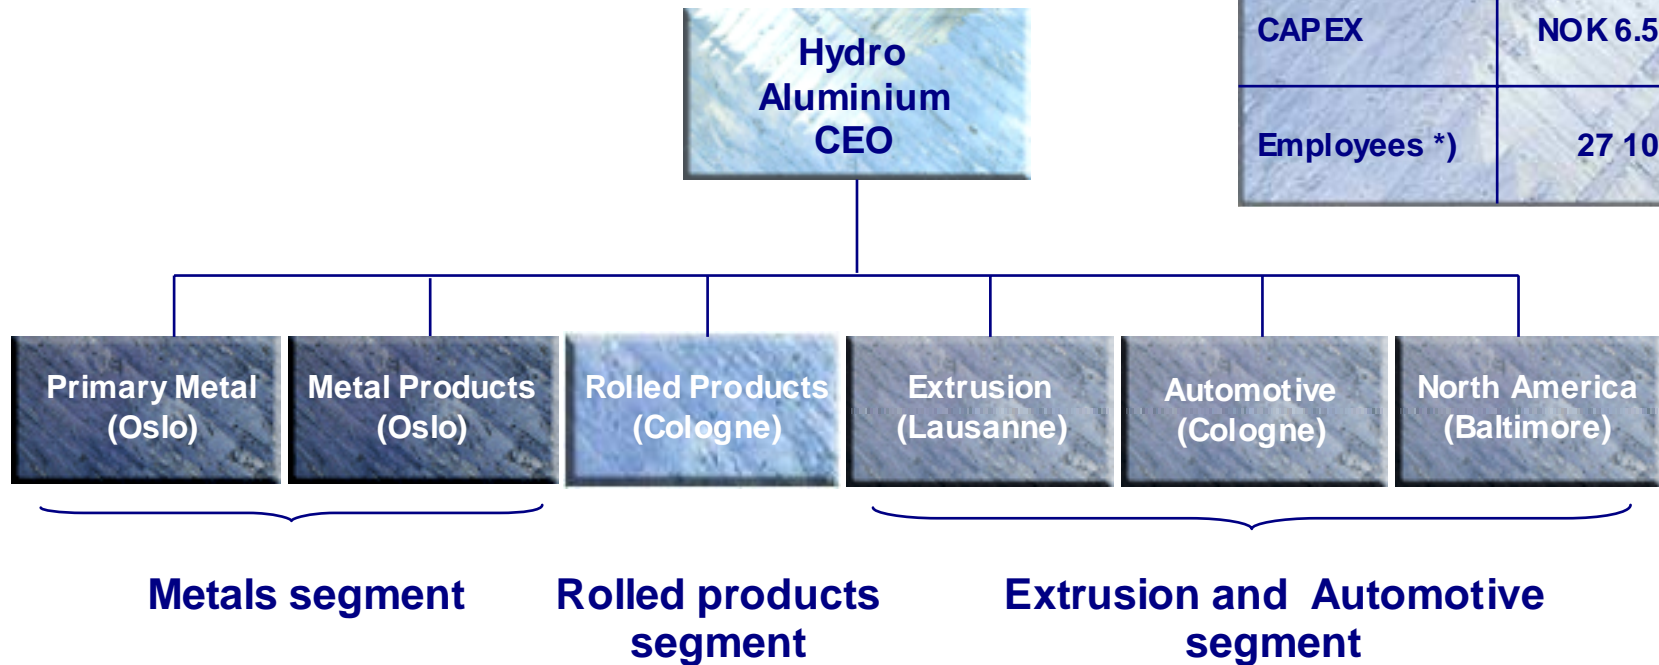 CAPEX NOK 6.5
Employees *) 27 10
Hydro
Aluminium
CEO
Primary Metal
(Oslo)
Metal Products
(Oslo)
Rolled Products
(Cologne)
Extrusion
(Lausanne)
Automotive
(Cologne)
North America
(Baltimore)
Metals segment
Rolled products
segment
Extrusion and Automotive
segment